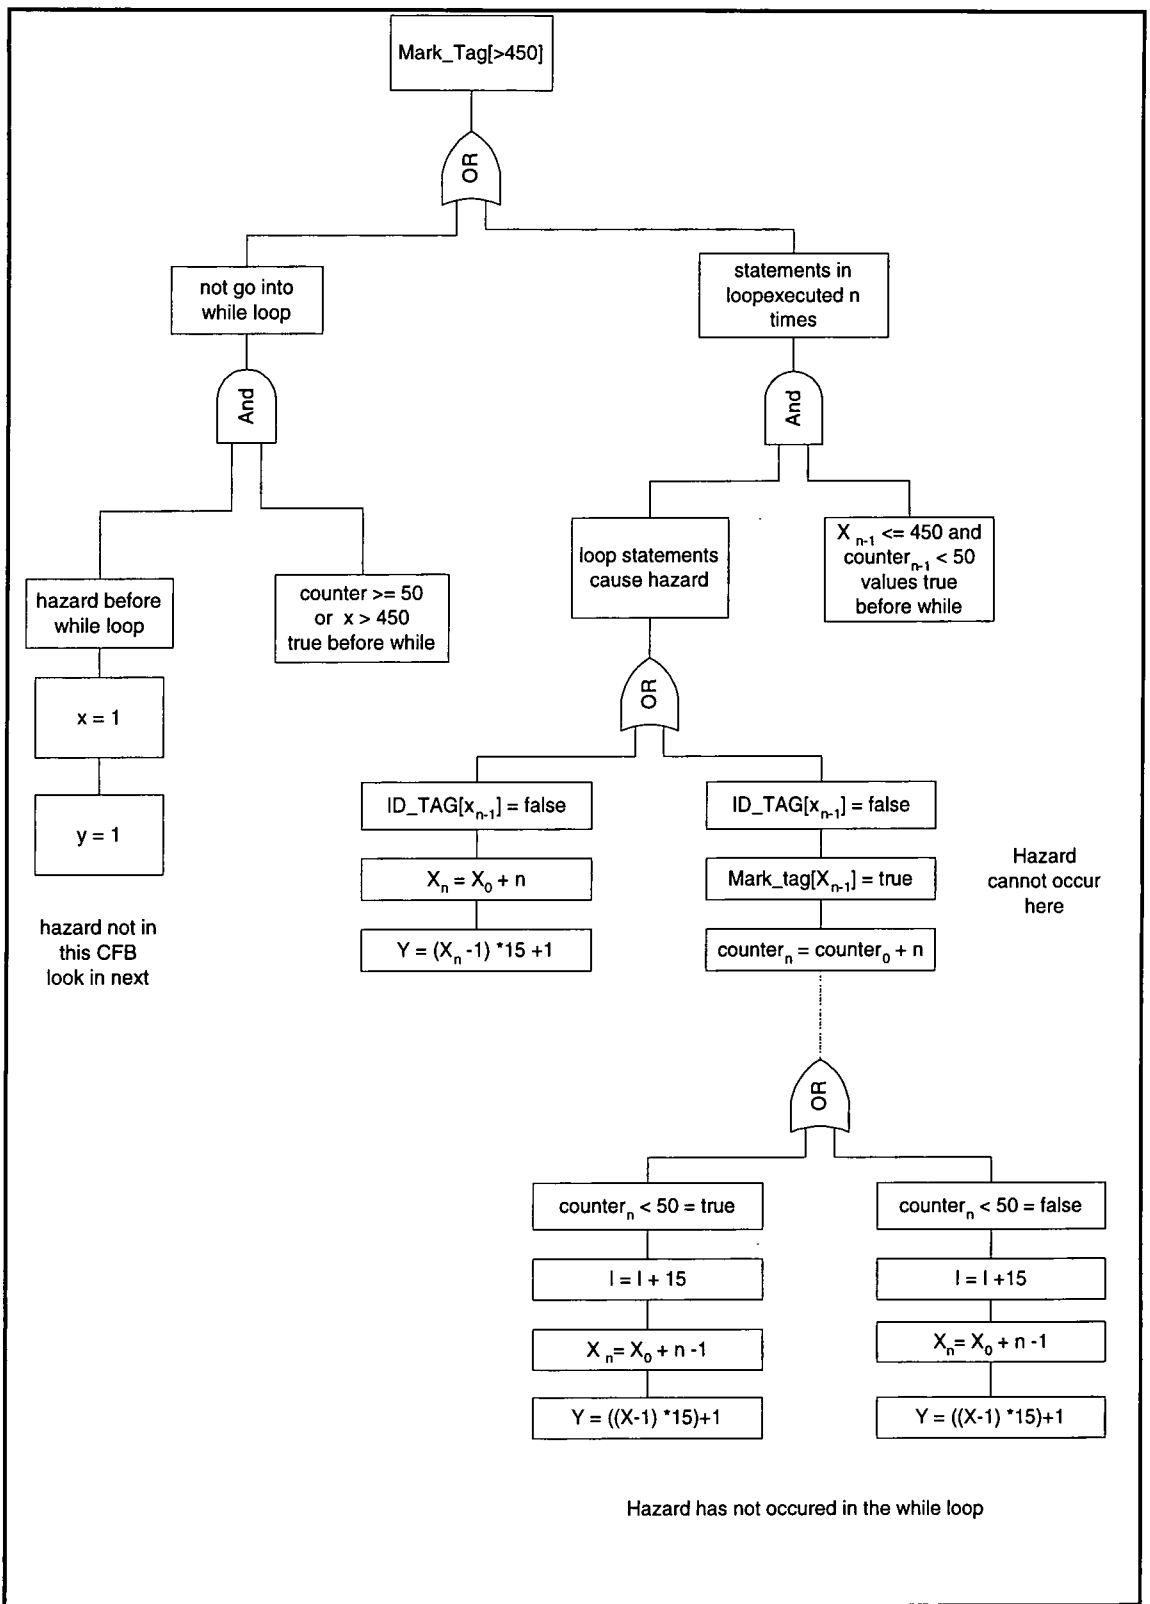 Mark_Tag[>450]
OR
not go into
while loop
statements in
loopexecuted n
times
And
And
hazard before
while loop
counter >= 50
or x > 450
true before while
loop statements
cause hazard
X n-1 <= 450 and
counter n-1 < 50
values true
before while
x = 1
y = 1
hazard not in
this CFB
look in next
OR
ID_TAG[x n-1] = false
X n = X 0 + n
Y = (X n -1) *15 +1
ID_TAG[x n-1] = false
Mark_tag[X n-1] = true
counter n = counter 0 + n
Hazard
cannot occur
here
OR
counter n < 50 = true
I = I + 15
X n = X 0 + n -1
Y = ((X-1) *15)+1
counter n < 50 = false
I = I +15
X n = X 0 + n -1
Y = ((X-1) *15)+1
Hazard has not occured in the while loop